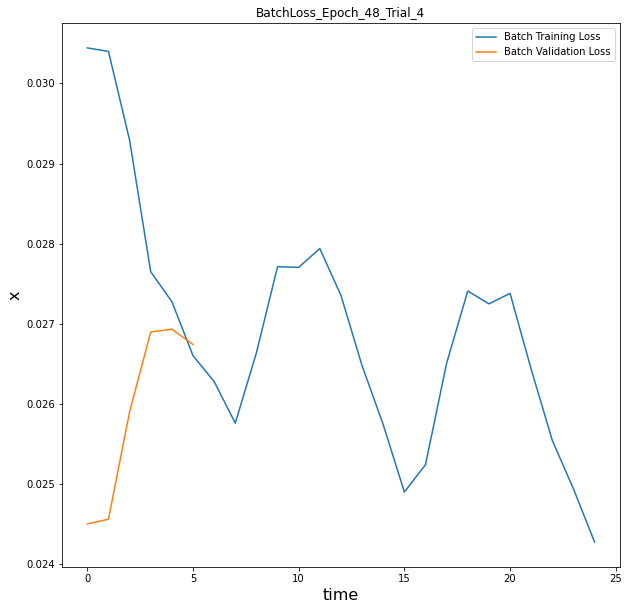 BatchLoss_Epoch_48_Trial_4
Batch Training Loss
Batch Validation Loss
0.030
0.029
0.028
0.027
0.026
0.025
0.024
x
0 5 10 15 20 25
time